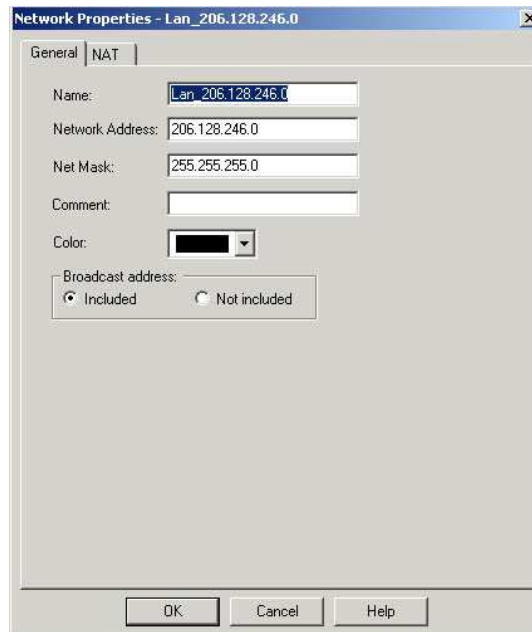 Network Properties - Lan_206.128.246.0
General NAT
Name: Lan_206.128.246.0
Network Address: 206.128.246.0
Net Mask: 255.255.255.0
Comment:
Color:
Broadcast address:
Included Not included
OK Cancel Help